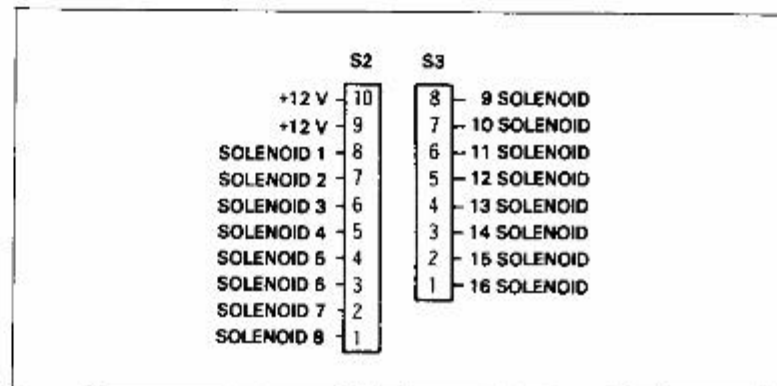 S2 S3
+12 V 10 8 9 SOLENOID
+12 V 9 7 10 SOLENOID
SOLENOID 1 8 6 11 SOLENOID
SOLENOID 2 7 5 12 SOLENOID
SOLENOID 3 6 4 13 SOLENOID
SOLENOID 4 5 3 14 SOLENOID
SOLENOID 5 4 2 15 SOLENOID
SOLENOID 6 3 1 16 SOLENOID
SOLENOID 7 2
SOLENOID 8 1